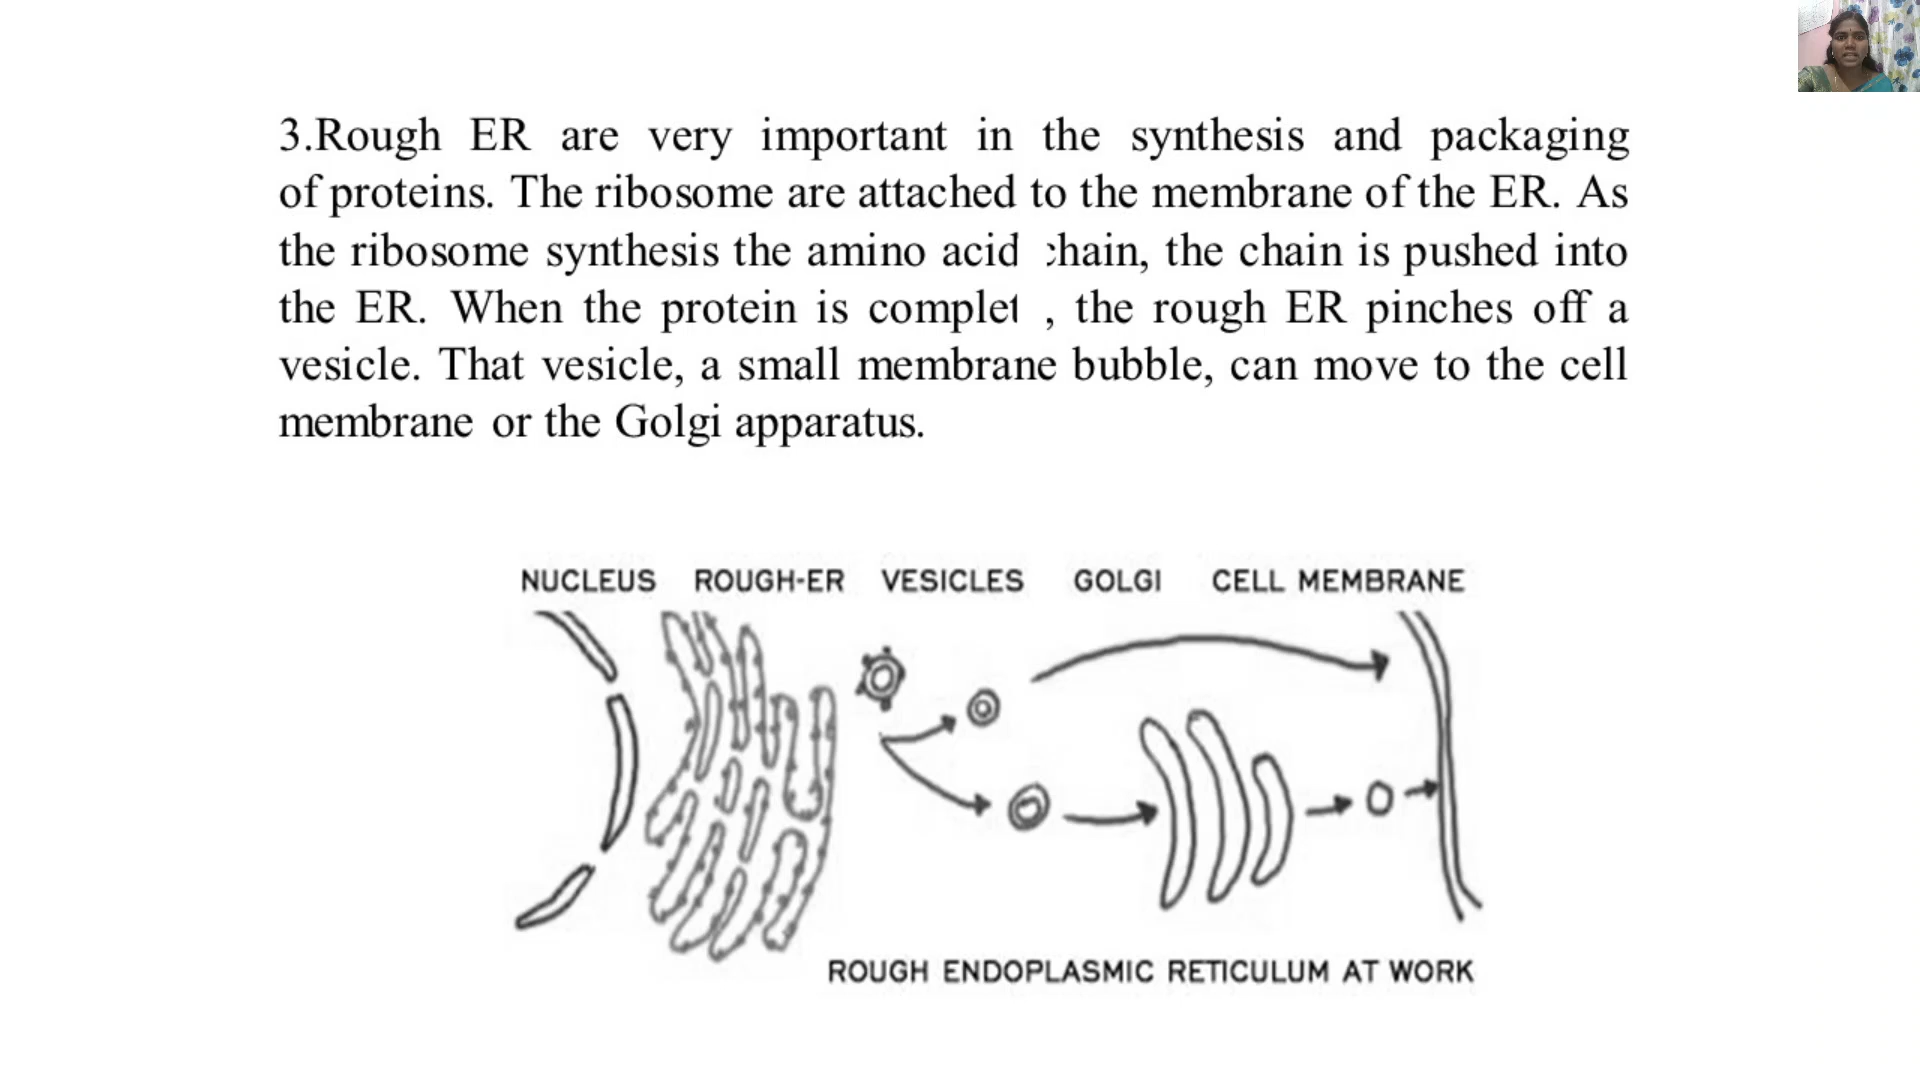 3.Rough ER are very important in the synthesis and packaging
of proteins. The ribosome are attached to the membrane of the ER. As
the ribosome synthesis the amino acid :hain, the chain is pushed into
the ER. When the protein is complet , the rough ER pinches off a
vesicle. That vesicle, a small membrane bubble, can move to the cell
membrane or the Golgi apparatus.
NUCLEUS ROUGH-ER VESICLES GOLGI CELL MEMBRANE
ROUGH ENDOPLASMIC RETICULUM AT WORK